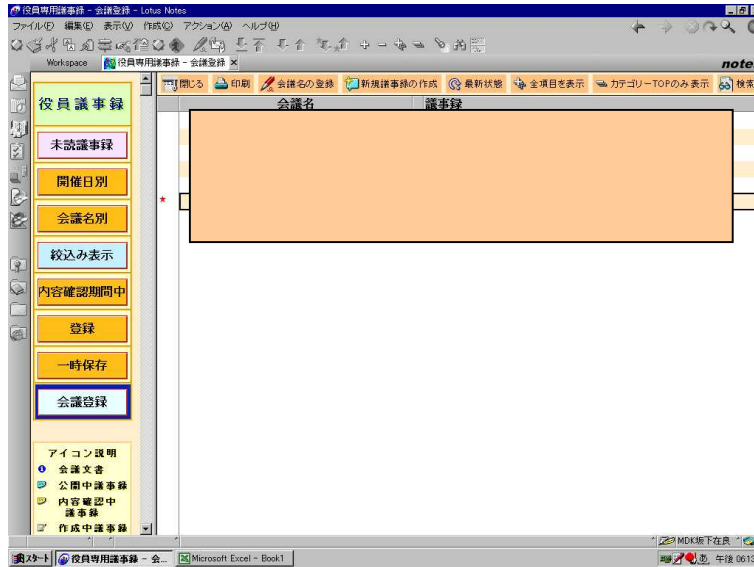 役員専用議事録 - 会議登録 - Lotus Notes
ファイル(F) 編集(E) 表示(V) 作成(C) アクション(A) ヘルプ(H)
Workspace 役員専用議事録 - 会議登録 × note
閉じる 印刷 会議名の登録 新規議事録の作成 最新状態 全項目を表示 カテゴリーTOPのみ表示 検索
会議名 議事録
役員議事録
未読議事録
開催日別
会議名別
絞込み表示
内容確認期間中
登録
一時保存
会議登録
アイコン説明
会議文書
公開中議事録
内容確認中
議事録
作成中議事録
MDK坂下在良
スタート 役員専用議事録 - 会... Microsoft Excel - Book1 午後 06:13